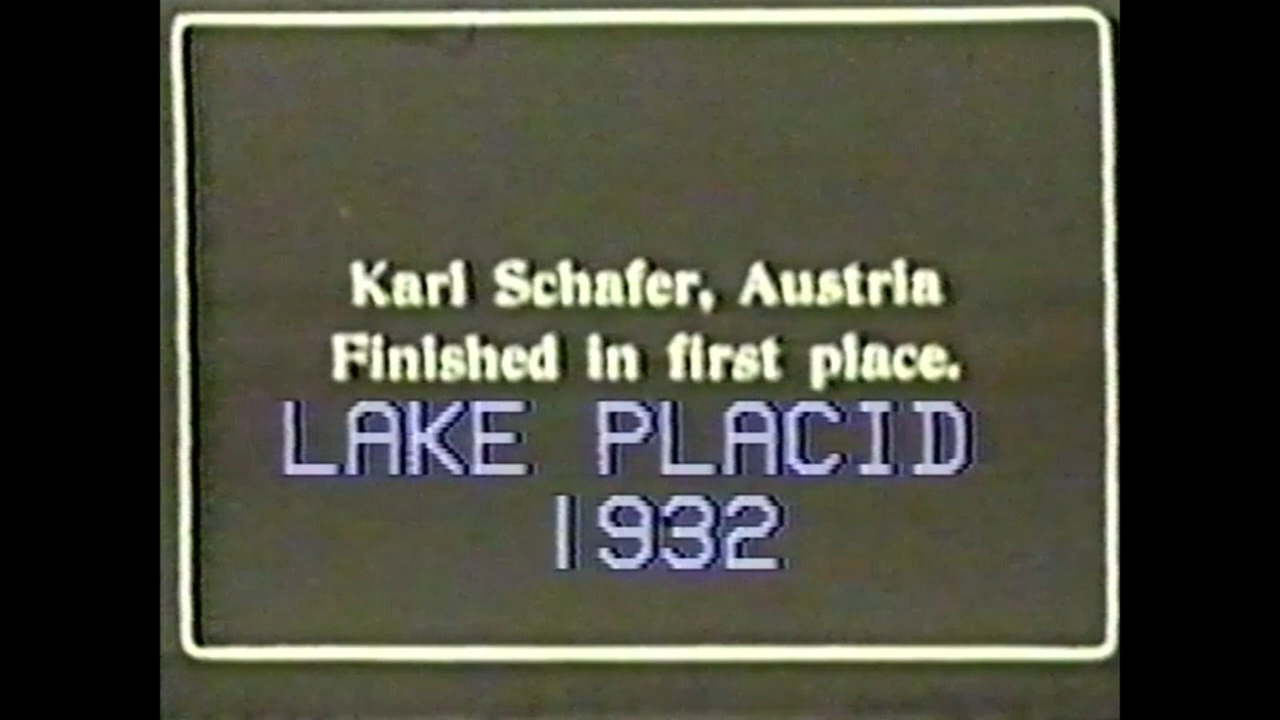 Karl Schafer, Austria
Finished in first place.
LAKE PLACID
1932